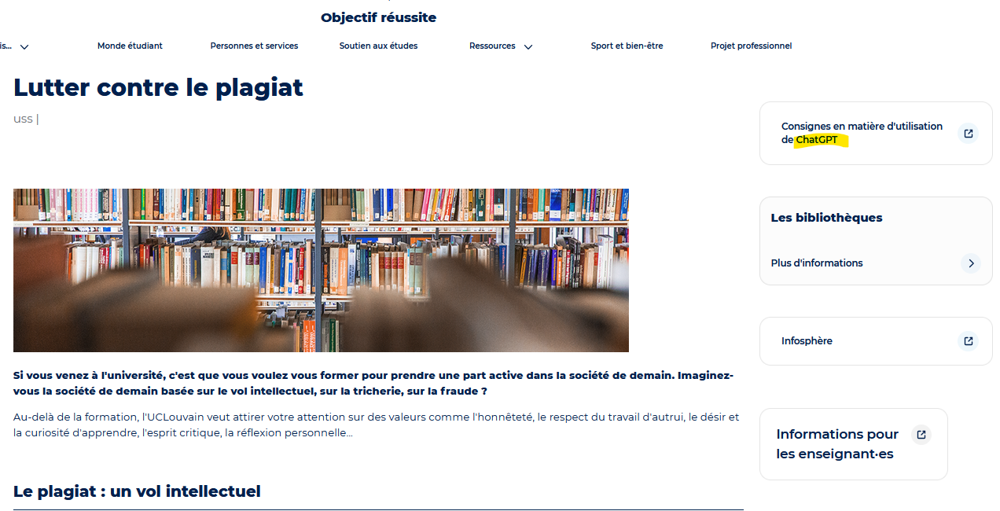 Objectif réussite
is...
Monde étudiant
Personnes et services
Soutien aux études
Ressources
Sport et bien-être
Projet professionnel
Lutter contre le plagiat
uss |
Si vous venez à l'université, c'est que vous voulez vous former pour prendre une part active dans la société de demain. Imaginez-
vous la société de demain basée sur le vol intellectuel, sur la tricherie, sur la fraude ?
Au-delà de la formation, l'UCLouvain veut attirer votre attention sur des valeurs comme l'honnêteté, le respect du travail d'autrui, le désir et
la curiosité d'apprendre, l'esprit critique, la réflexion personnelle...
Le plagiat : un vol intellectuel
Consignes en matière d'utilisation
de ChatGPT
Les bibliothèques
Plus d'informations
Infosphère
Informations pour
les enseignant·es